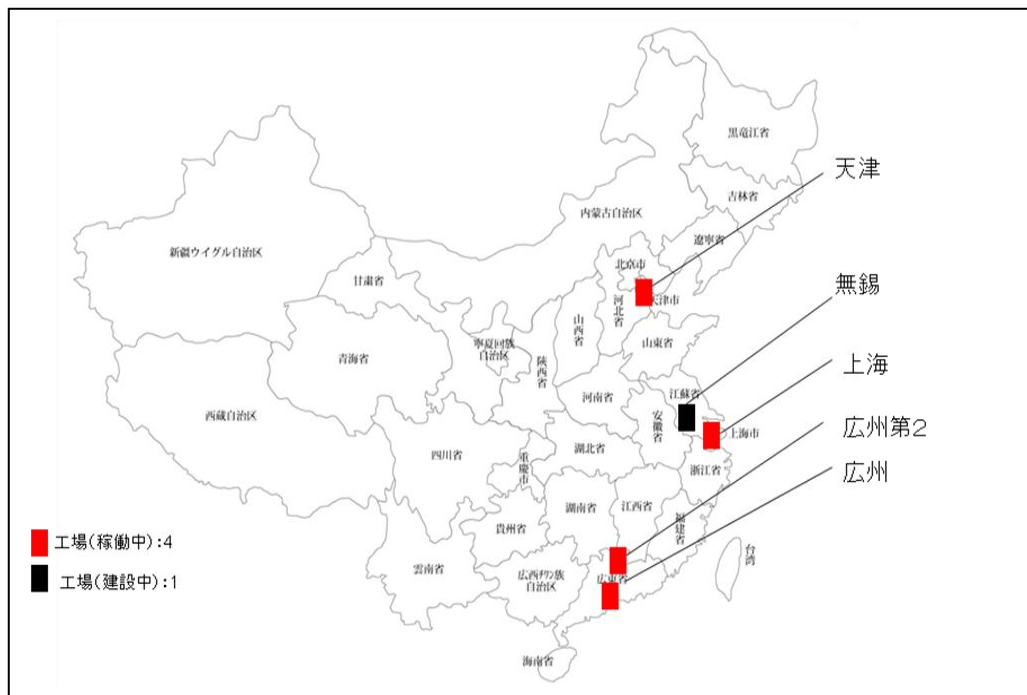 黒竜江省
天津
吉林省
内蒙古自治区
遼寧省
新疆ウイグル自治区
北京市
甘粛省
無錫
天津市
河北省
山西省
山東省
寧夏回族
自治区
青海省
陝西省
上海
江蘇省
河南省
西蔵自治区
安徽省
広州第2
上海市
湖北省
四川省
重慶市
浙江省
広州
湖南省
江西省
福建省
貴州省
工場(稼働中):4
台湾
雲南省
広西チワン族
自治区
広東省
工場(建設中):1
海南省